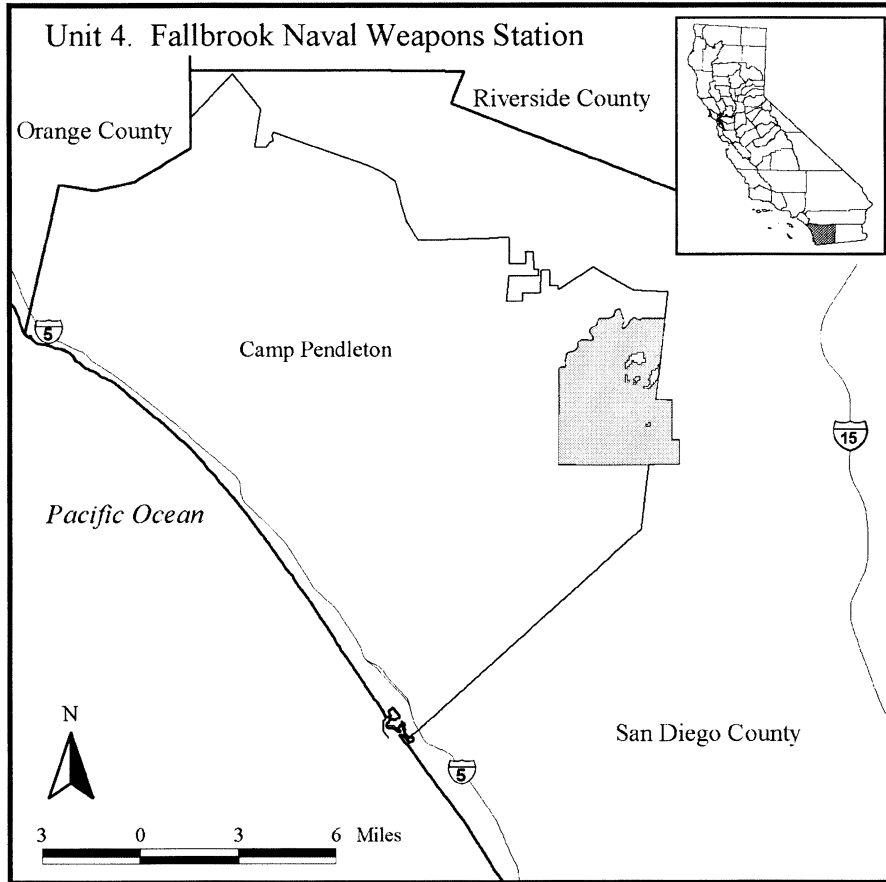 Unit 4.  Fallbrook Naval Weapons Station
Riverside County
Orange County
5
Camp Pendleton
15
Pacific Ocean
N
San Diego County
5
3 0 3 6 Miles